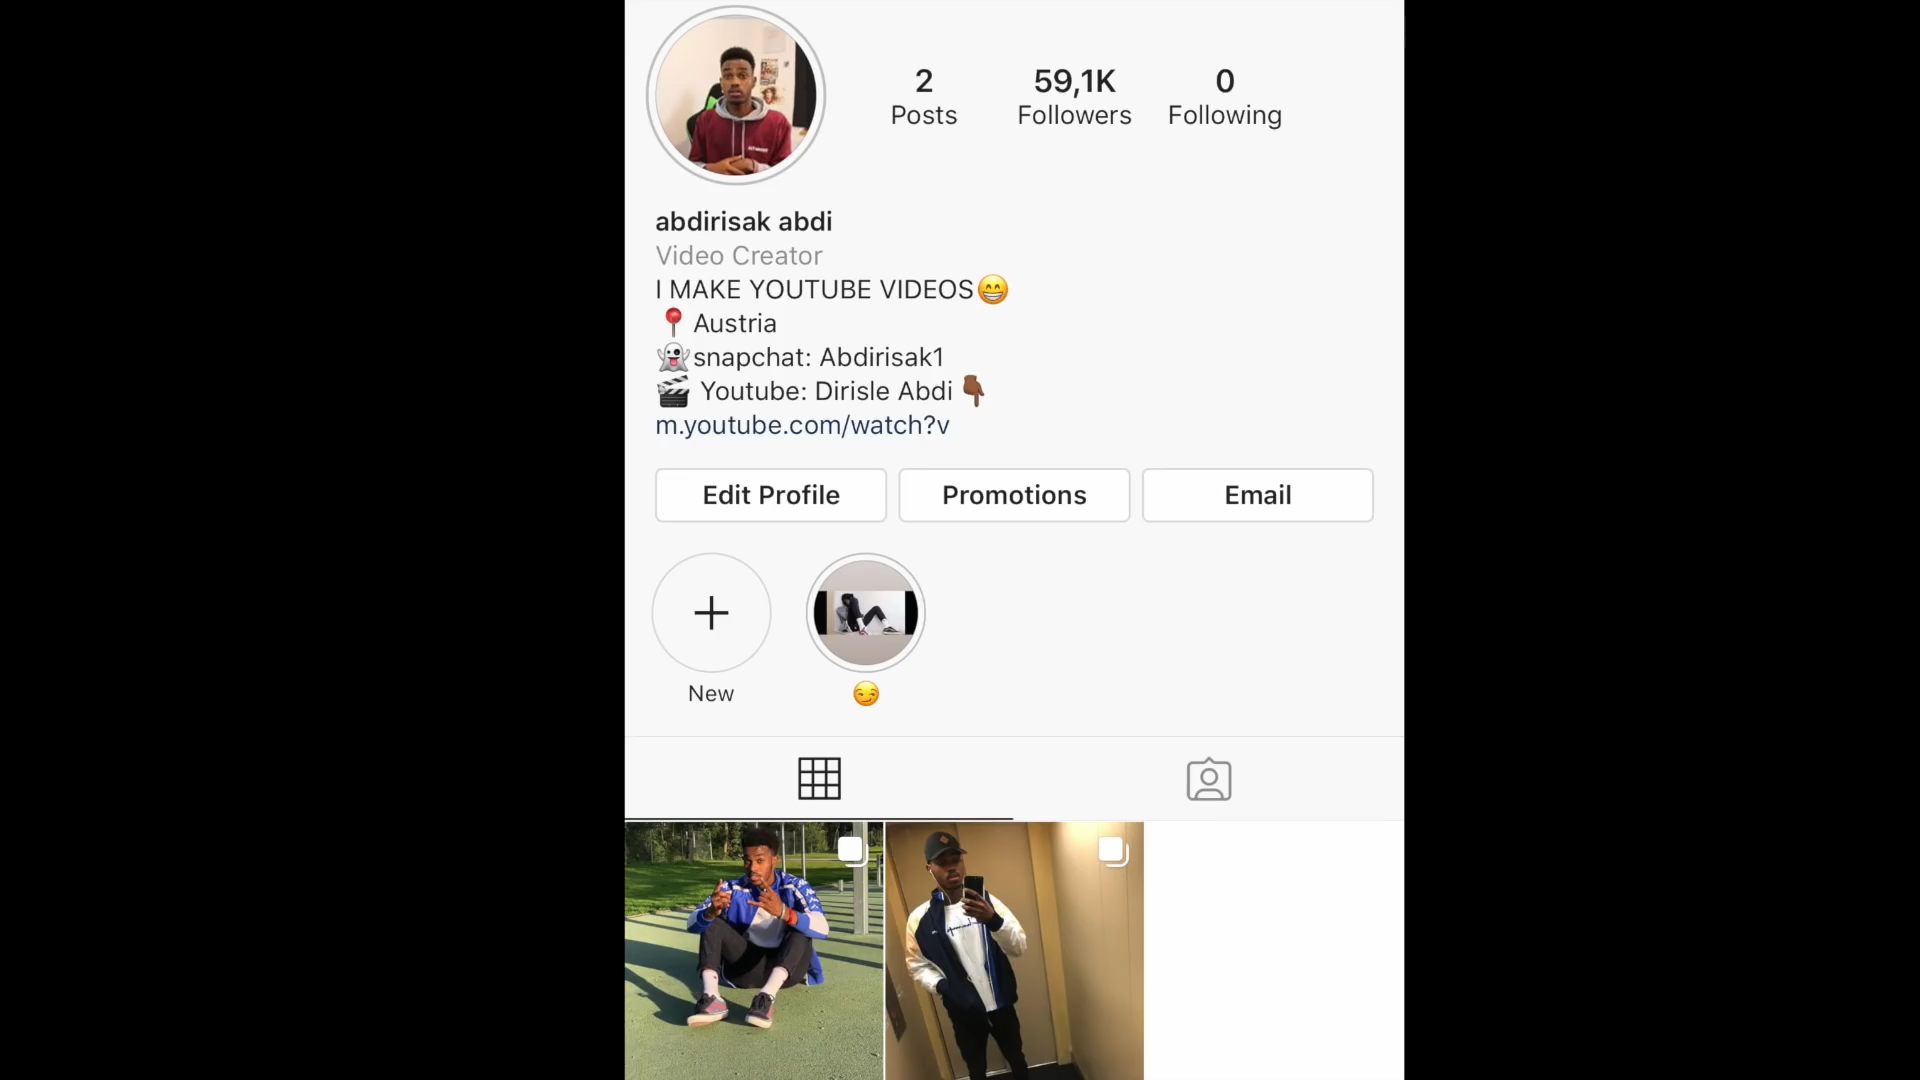 2
Posts
59,1K
Followers
0
Following
abdirisak abdi
Video Creator
I MAKE YOUTUBE VIDEOS😁
📍 Austria
👻snapchat: Abdirisak1
🎬 Youtube: Dirisle Abdi 👇🏾
m.youtube.com/watch?v
Edit Profile
Promotions
Email
New
😏